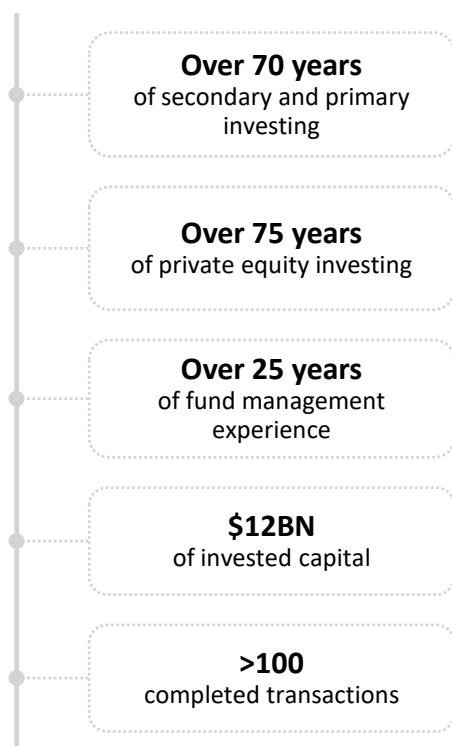 Over 70 years
of secondary and primary
investing
Over 75 years
of private equity investing
Over 25 years
of fund management
experience
$12BN
of invested capital
>100
completed transactions